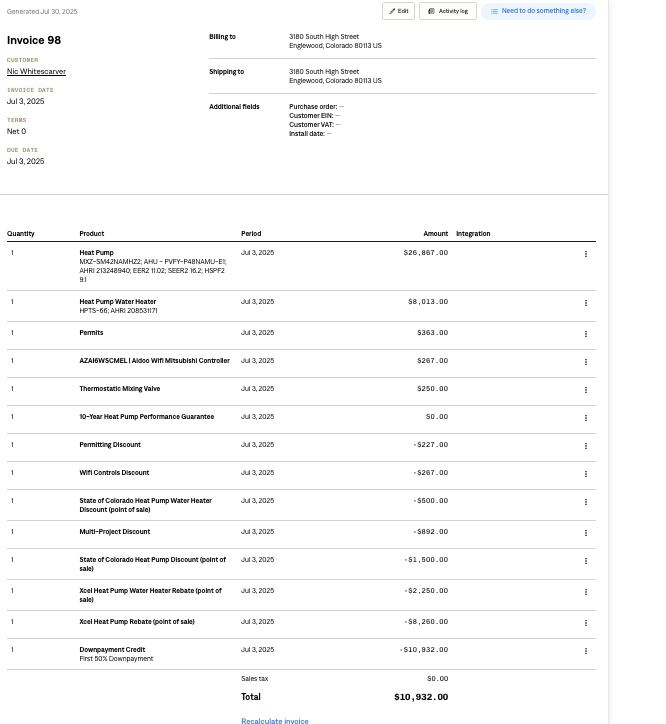 Generated Jul 30, 2025
Edit
Activity log
Need to do something else?
Invoice 98
CUSTOMER
Nic Whitescarver
INVOICE DATE
Jul 3, 2025
TERMS
Net 0
DUE DATE
Jul 3, 2025
Billing to
3180 South High Street
Englewood, Colorado 80113 US
Shipping to
3180 South High Street
Englewood, Colorado 80113 US
Additional fields
Purchase order: —
Customer EIN: —
Customer VAT: —
Install date: —
Quantity Product Period Amount Integration
1 Heat Pump Jul 3, 2025 $26,867.00
MXZ-SM42NAMHZ2; AHU - PVFY-P48NAMU-E1;
AHRI 213248940; EER2 11.02; SEER2 16.2; HSPF2
9.1
1 Heat Pump Water Heater Jul 3, 2025 $8,013.00
HPTS-66; AHRI 208531171
1 Permits Jul 3, 2025 $363.00
1 AZAI6WSCMEL | Aidoo Wifi Mitsubishi Controller Jul 3, 2025 $267.00
1 Thermostatic Mixing Valve Jul 3, 2025 $250.00
1 10-Year Heat Pump Performance Guarantee Jul 3, 2025 $0.00
1 Permitting Discount Jul 3, 2025 -$227.00
1 Wifi Controls Discount Jul 3, 2025 -$267.00
1 State of Colorado Heat Pump Water Heater Jul 3, 2025 -$500.00
Discount (point of sale)
1 Multi-Project Discount Jul 3, 2025 -$892.00
1 State of Colorado Heat Pump Discount (point of Jul 3, 2025 -$1,500.00
sale)
1 Xcel Heat Pump Water Heater Rebate (point of Jul 3, 2025 -$2,250.00
sale)
1 Xcel Heat Pump Rebate (point of sale) Jul 3, 2025 -$8,260.00
1 Downpayment Credit Jul 3, 2025 -$10,932.00
First 50% Downpayment
Sales tax $0.00
Total $10,932.00
Recalculate invoice